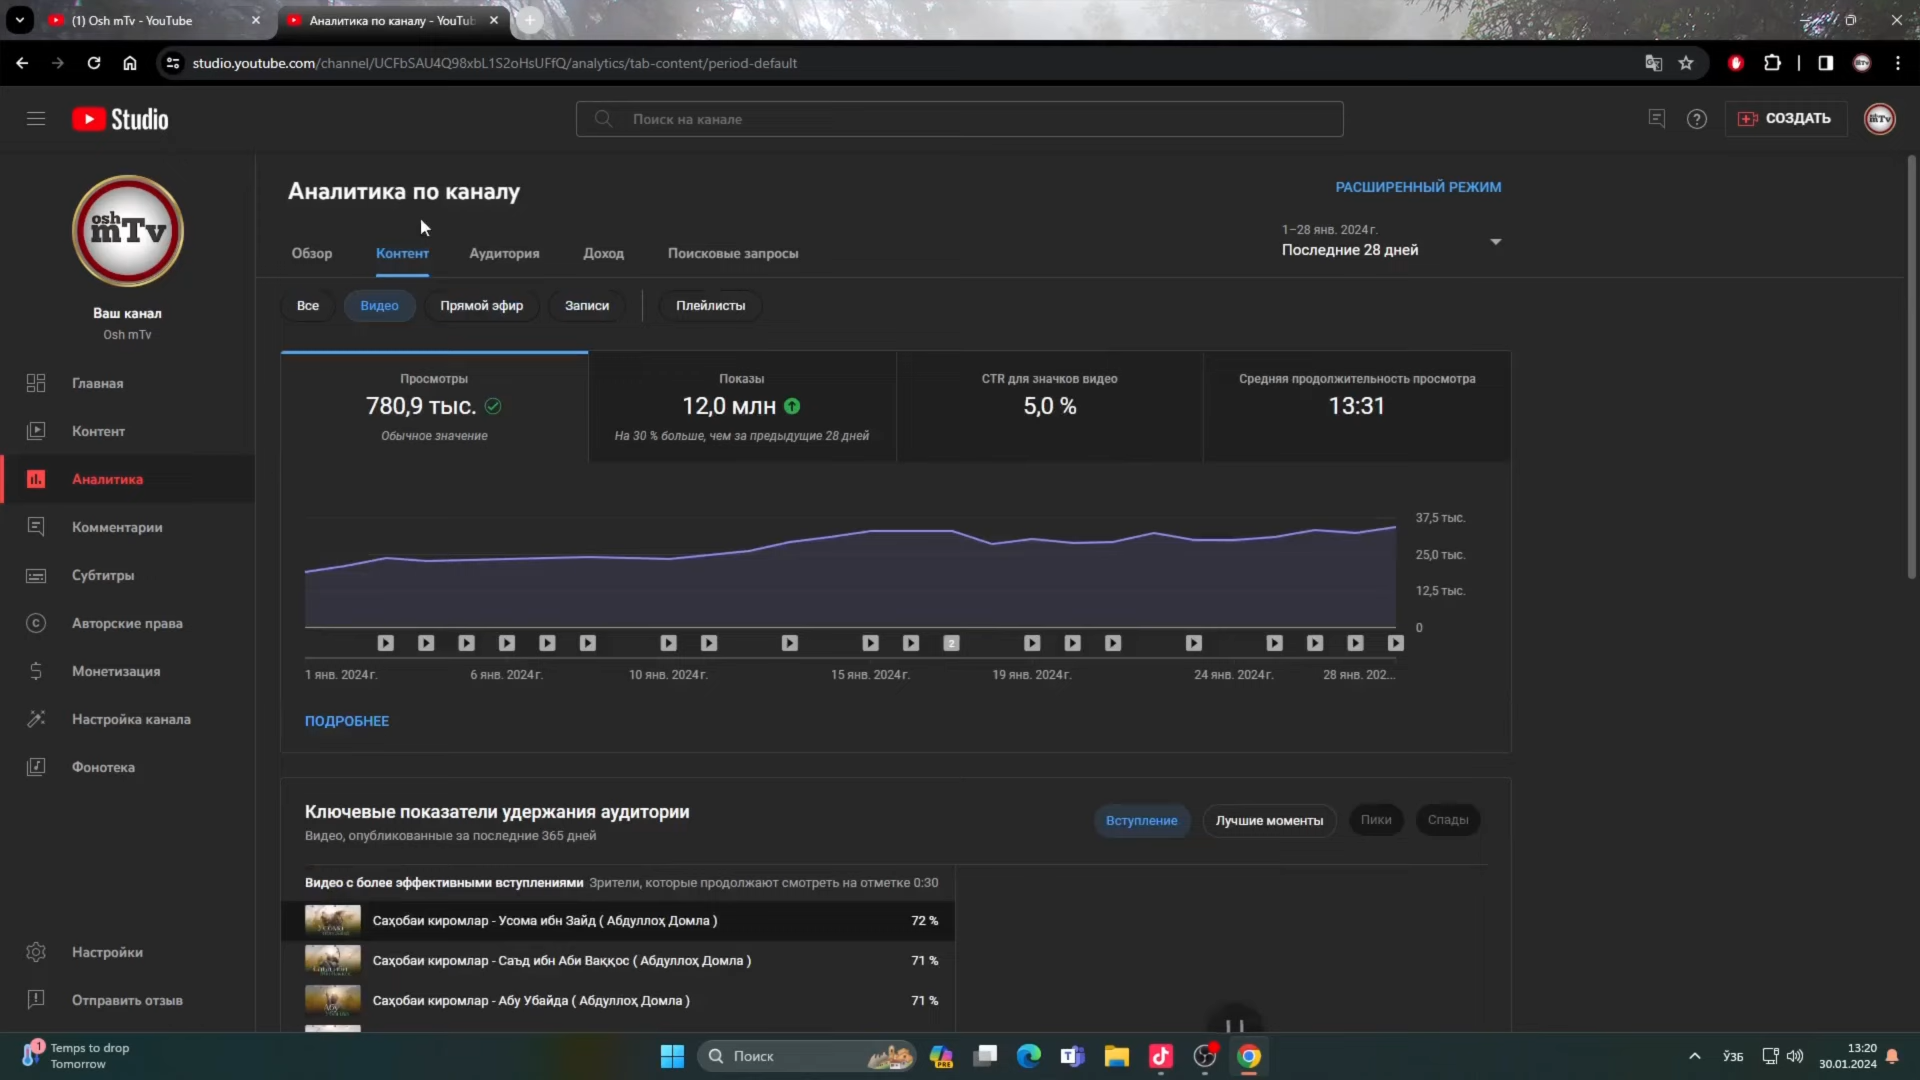 (1) Osh mTv - YouTube
Аналитика по каналу - YouTub
studio.youtube.com/channel/UCFbSAU4Q98xbL1S2oHsUFfQ/analytics/tab-content/period-default
Studio
Поиск на канале
СОЗДАТЬ
osh
mTv
Ваш канал
Osh mTv
Главная
Контент
Аналитика
Комментарии
Субтитры
Авторские права
Монетизация
Настройка канала
Фонотека
Настройки
Отправить отзыв
Аналитика по каналу
РАСШИРЕННЫЙ РЕЖИМ
1–28 янв. 2024 г.
Последние 28 дней
Обзор Контент Аудитория Доход Поисковые запросы
Все Видео Прямой эфир Записи Плейлисты
Просмотры
780,9 тыс.
Обычное значение
Показы
12,0 млн
На 30 % больше, чем за предыдущие 28 дней
CTR для значков видео
5,0 %
Средняя продолжительность просмотра
13:31
37,5 тыс.
25,0 тыс.
12,5 тыс.
0
2
1 янв. 2024 г. 6 янв. 2024 г. 10 янв. 2024 г. 15 янв. 2024 г. 19 янв. 2024 г. 24 янв. 2024 г. 28 янв. 202...
ПОДРОБНЕЕ
Ключевые показатели удержания аудитории
Видео, опубликованные за последние 365 дней
Вступление Лучшие моменты Пики Спады
Видео с более эффективными вступлениями Зрители, которые продолжают смотреть на отметке 0:30
Саҳобаи киромлар - Усома ибн Зайд ( Абдуллоҳ Домла ) 72 %
Саҳобаи киромлар - Саъд ибн Аби Ваққос ( Абдуллоҳ Домла ) 71 %
Саҳобаи киромлар - Абу Убайда ( Абдуллоҳ Домла ) 71 %
1
Temps to drop
Tomorrow
Поиск
PRE
ЎЗБ
13:20
30.01.2024